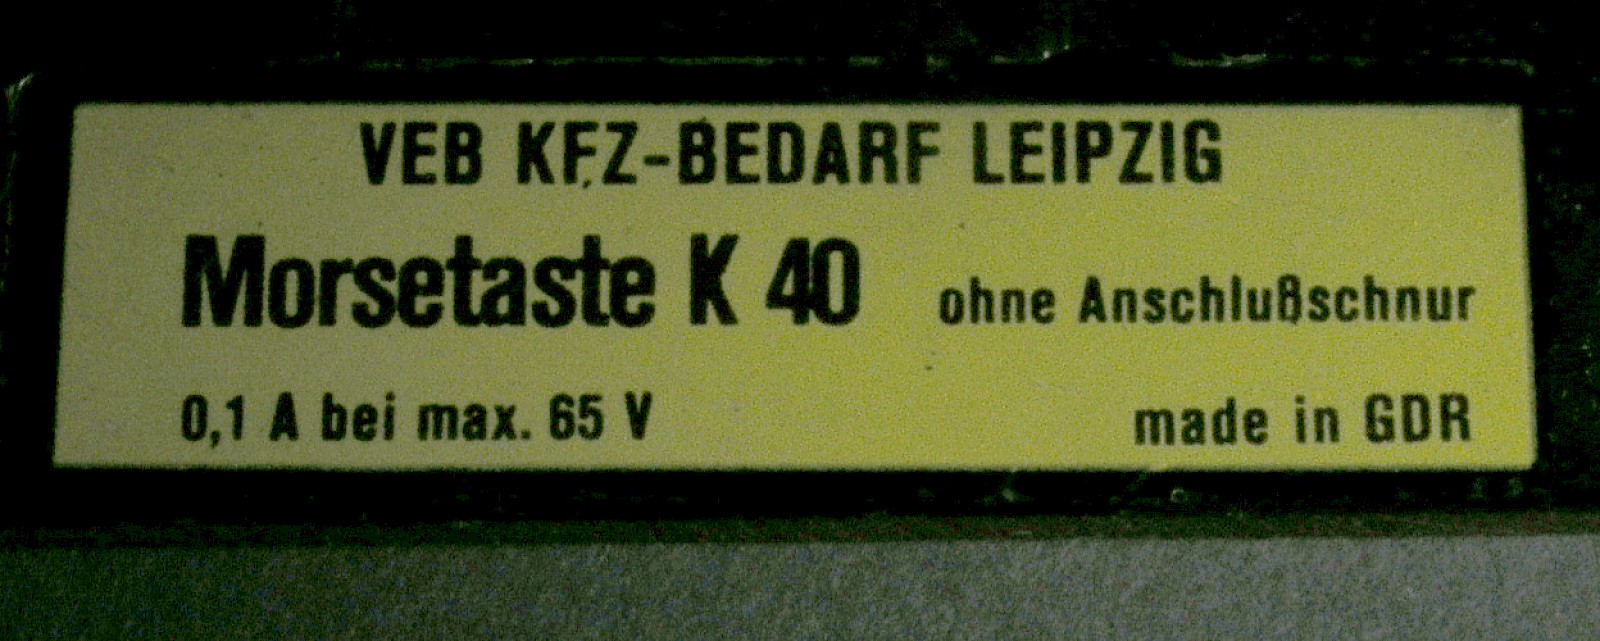 VEB KFZ-BEDARF LEIPZIG
Morsetaste K 40 ohne Anschlußschnur
0,1 A bei max. 65 V made in GDR